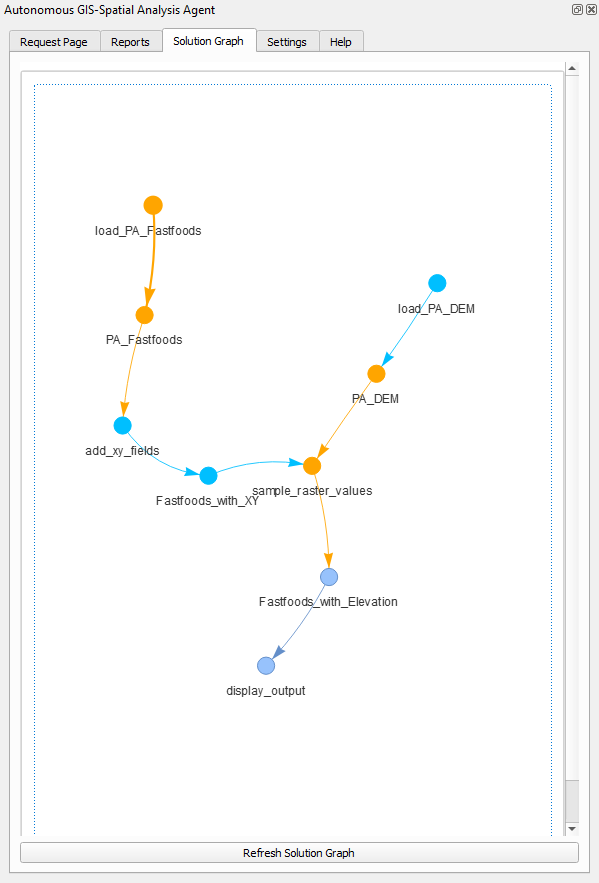 Autonomous GIS-Spatial Analysis Agent
Request Page
Reports
Solution Graph
Settings
Help
load_PA_Fastfoods
load_PA_DEM
PA_Fastfoods
PA_DEM
add_xy_fields
Fastfoods_with_XY
sample_raster_values
Fastfoods_with_Elevation
display_output
Refresh Solution Graph